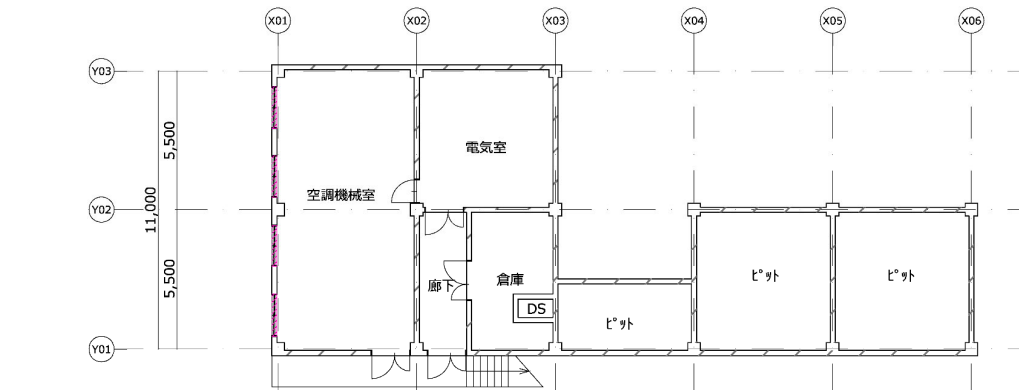 X01 X02 X03 X04 X05 X06
Y03
5,500
電気室
空調機械室
11,000
Y02
5,500
廊下
倉庫
ピット
ピット
DS
ピット
Y01